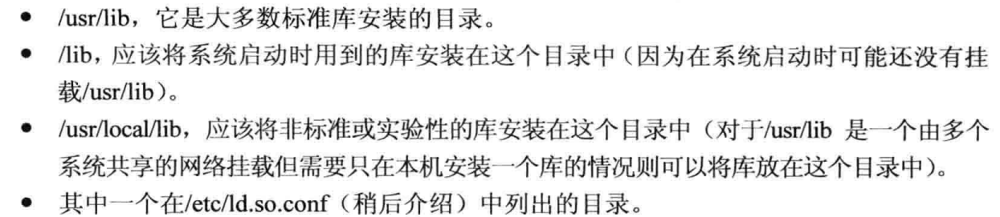 • /usr/lib，它是大多数标准库安装的目录。
• /lib，应该将系统启动时用到的库安装在这个目录中（因为在系统启动时可能还没有挂
载/usr/lib）。
• /usr/local/lib，应该将非标准或实验性的库安装在这个目录中（对于/usr/lib 是一个由多个
系统共享的网络挂载但需要只在本机安装一个库的情况则可以将库放在这个目录中）。
• 其中一个在/etc/ld.so.conf（稍后介绍）中列出的目录。